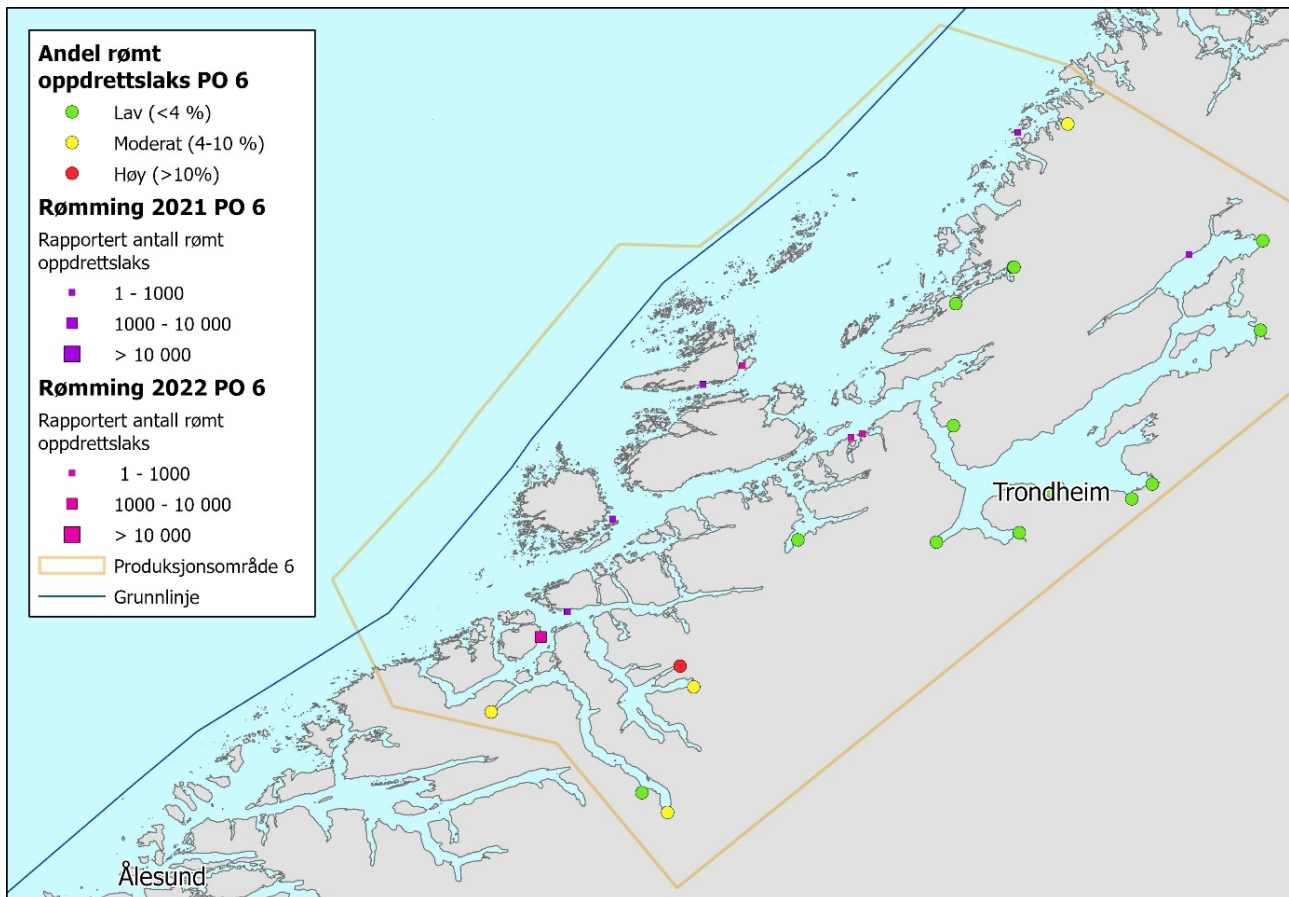 Andel rømt
oppdrettslaks PO 6
Lav (<4 %)
Moderat (4-10 %)
Høy (>10%)
Rømming 2021 PO 6
Rapportert antall rømt
oppdrettslaks
1 - 1000
1000 - 10 000
> 10 000
Rømming 2022 PO 6
Rapportert antall rømt
oppdrettslaks
1 - 1000
1000 - 10 000
> 10 000
Produksjonsområde 6
Grunnlinje
Trondheim
Ålesund